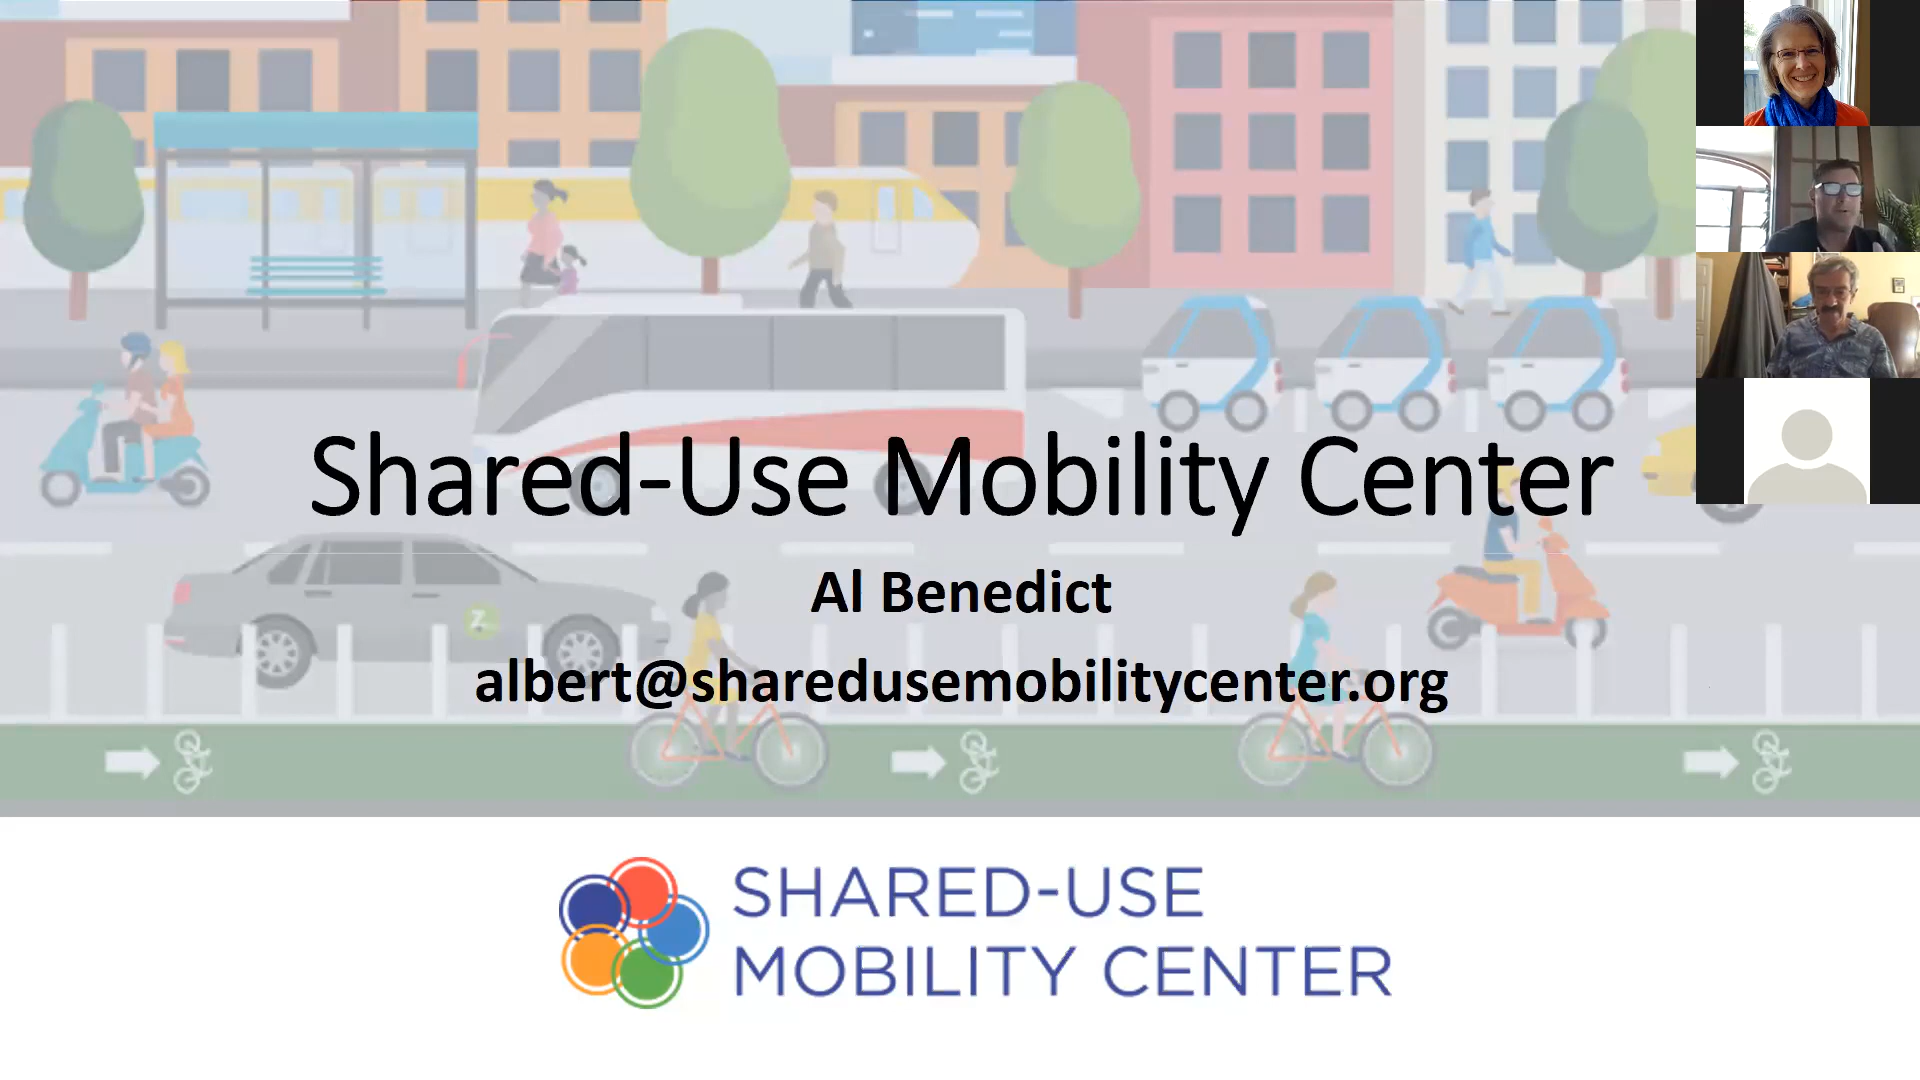 Shared-Use Mobility Center
Al Benedict
albert@sharedusemobilitycenter.org
Z
SHARED-USE
MOBILITY CENTER